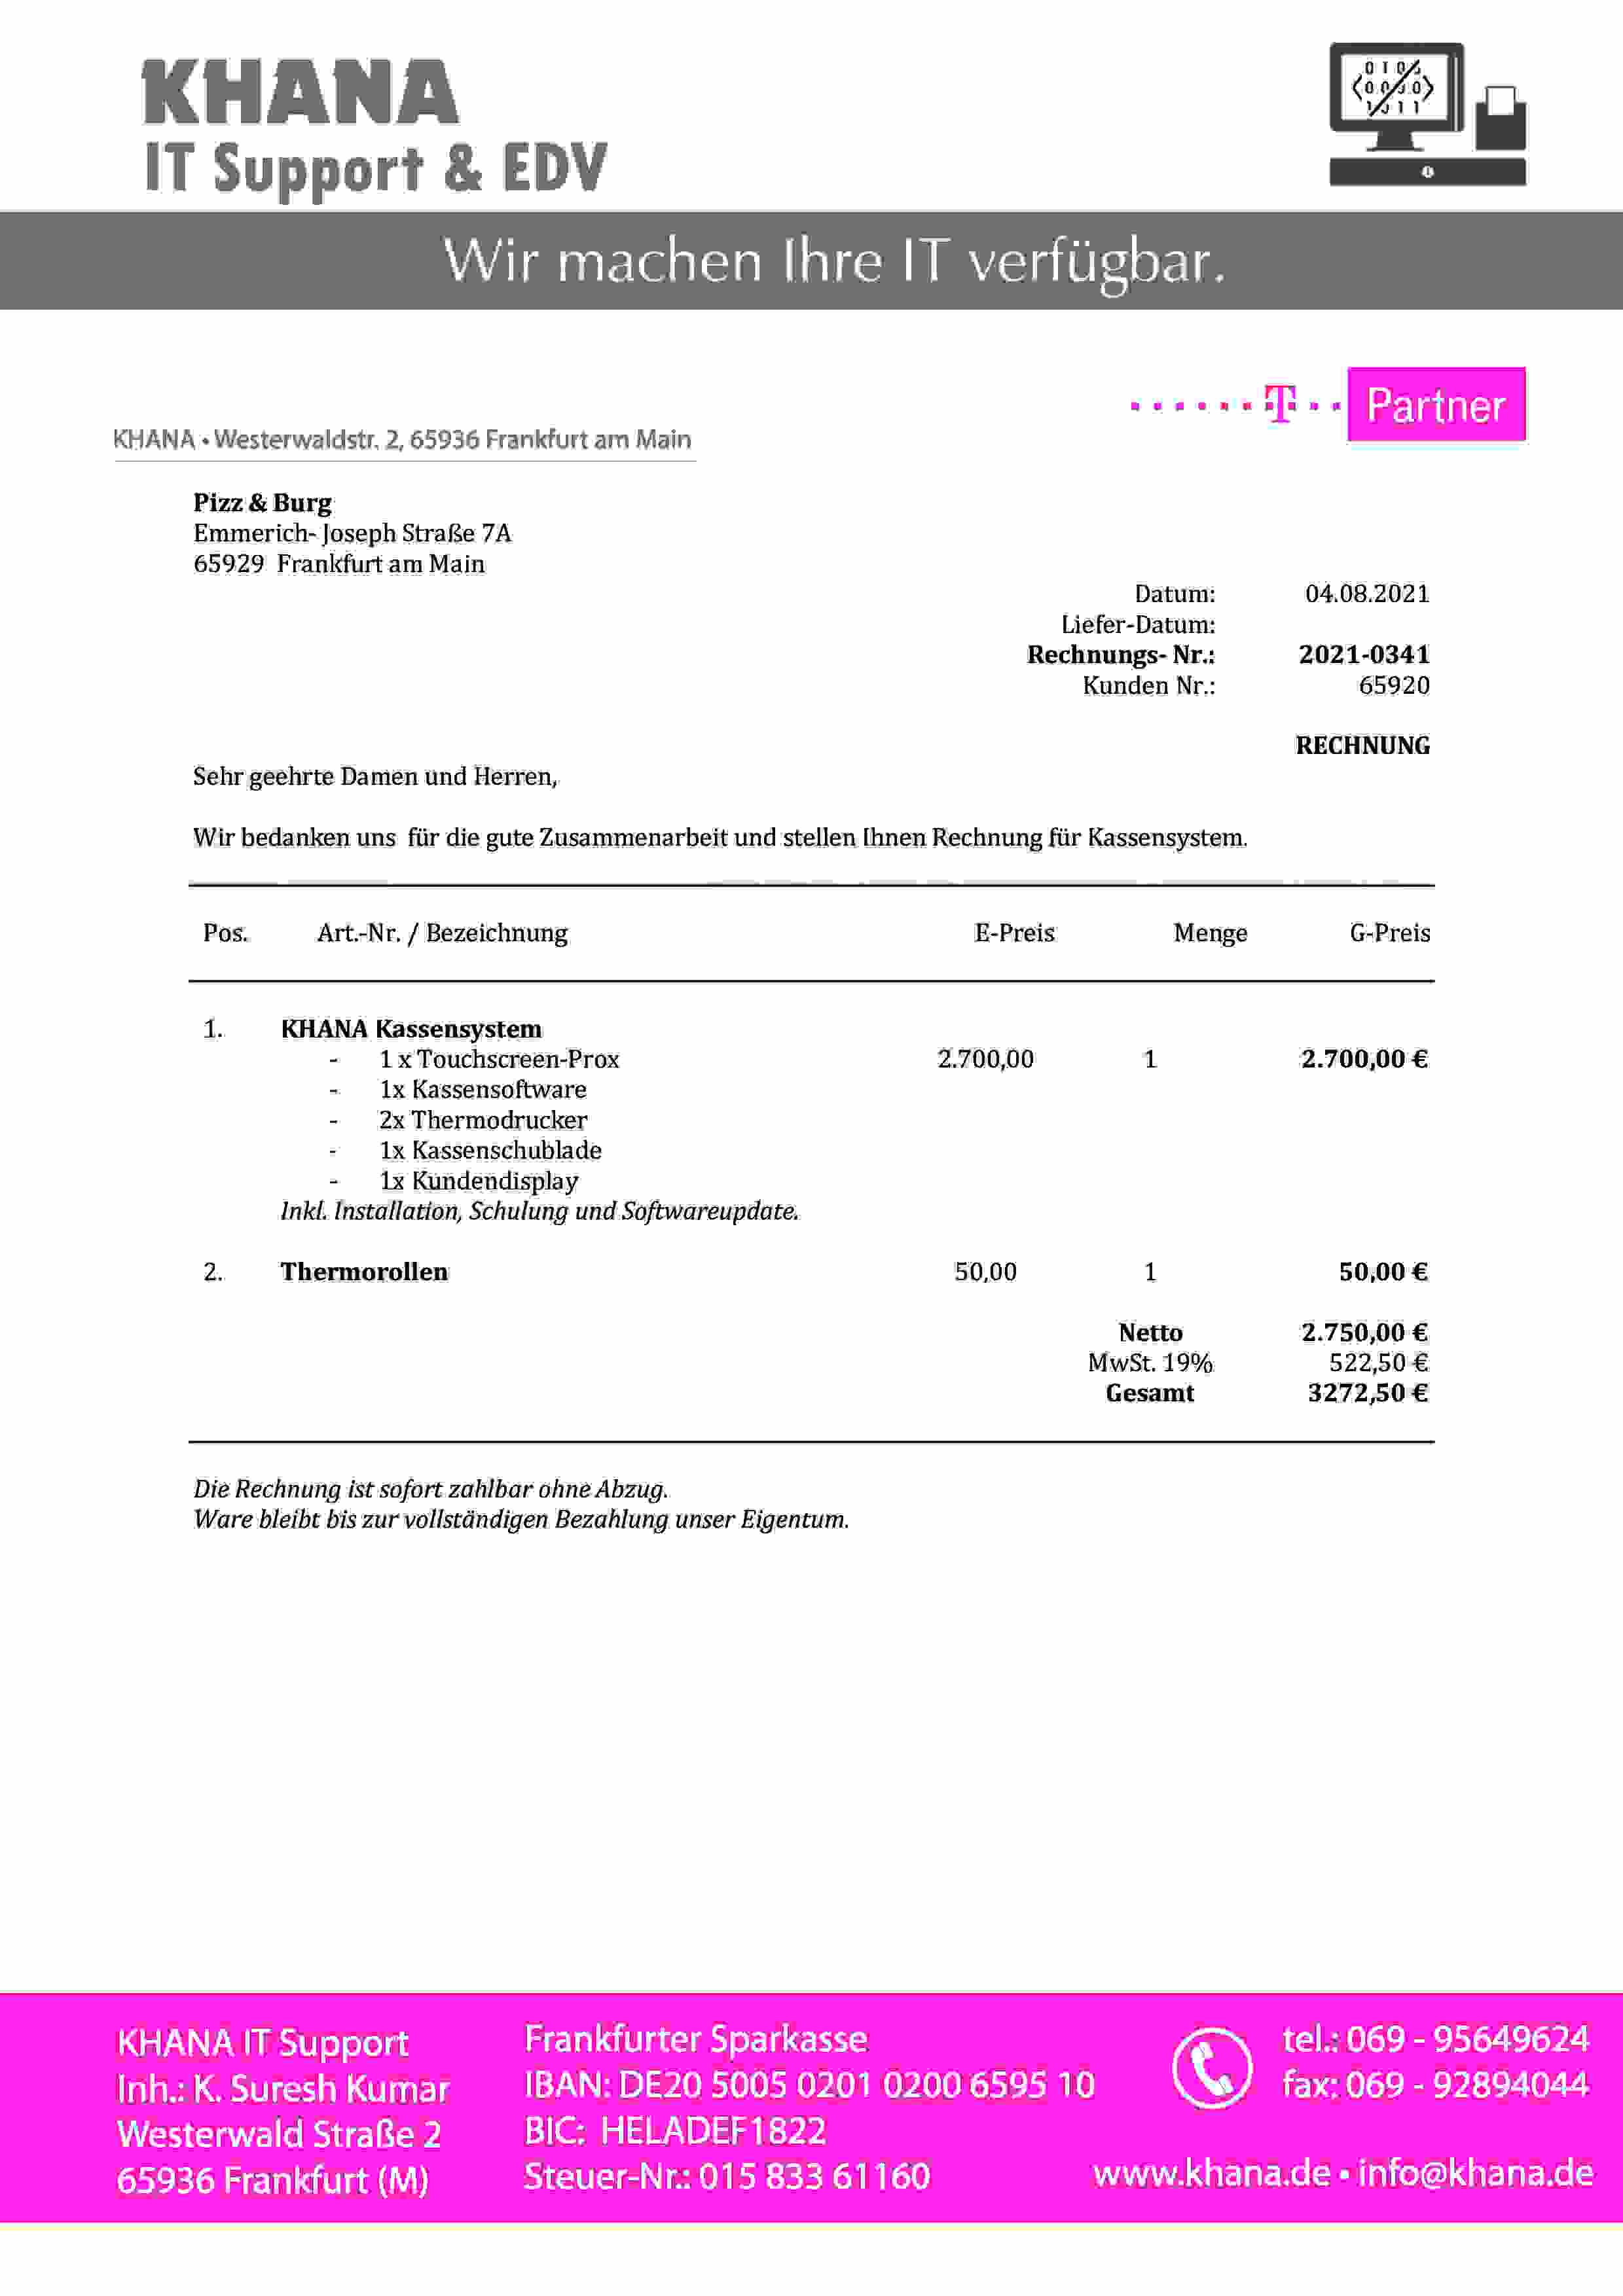 KHANA
IT Support & EDV
Wir machen Ihre IT verfügbar.
T Partner
KHANA • Westerwaldstr. 2, 65936 Frankfurt am Main
Pizz & Burg
Emmerich- Joseph Straße 7A
65929 Frankfurt am Main
Datum: 04.08.2021
Liefer-Datum:
Rechnungs- Nr.: 2021-0341
Kunden Nr.: 65920
RECHNUNG
Sehr geehrte Damen und Herren,
Wir bedanken uns für die gute Zusammenarbeit und stellen Ihnen Rechnung für Kassensystem.
Pos. Art.-Nr. / Bezeichnung E-Preis Menge G-Preis
1. KHANA Kassensystem
- 1 x Touchscreen-Prox 2.700,00 1 2.700,00 €
- 1x Kassensoftware
- 2x Thermodrucker
- 1x Kassenschublade
- 1x Kundendisplay
Inkl. Installation, Schulung und Softwareupdate.
2. Thermorollen 50,00 1 50,00 €
Netto 2.750,00 €
MwSt. 19% 522,50 €
Gesamt 3272,50 €
Die Rechnung ist sofort zahlbar ohne Abzug.
Ware bleibt bis zur vollständigen Bezahlung unser Eigentum.
KHANA IT Support
Inh.: K. Suresh Kumar
Westerwald Straße 2
65936 Frankfurt (M)
Frankfurter Sparkasse
IBAN: DE20 5005 0201 0200 6595 10
BIC: HELADEF1822
Steuer-Nr.: 015 833 61160
tel.: 069 - 95649624
fax: 069 - 92894044
www.khana.de • info@khana.de